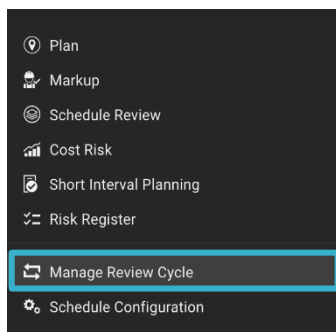 Plan
Markup
Schedule Review
Cost Risk
Short Interval Planning
Risk Register
Manage Review Cycle
Schedule Configuration